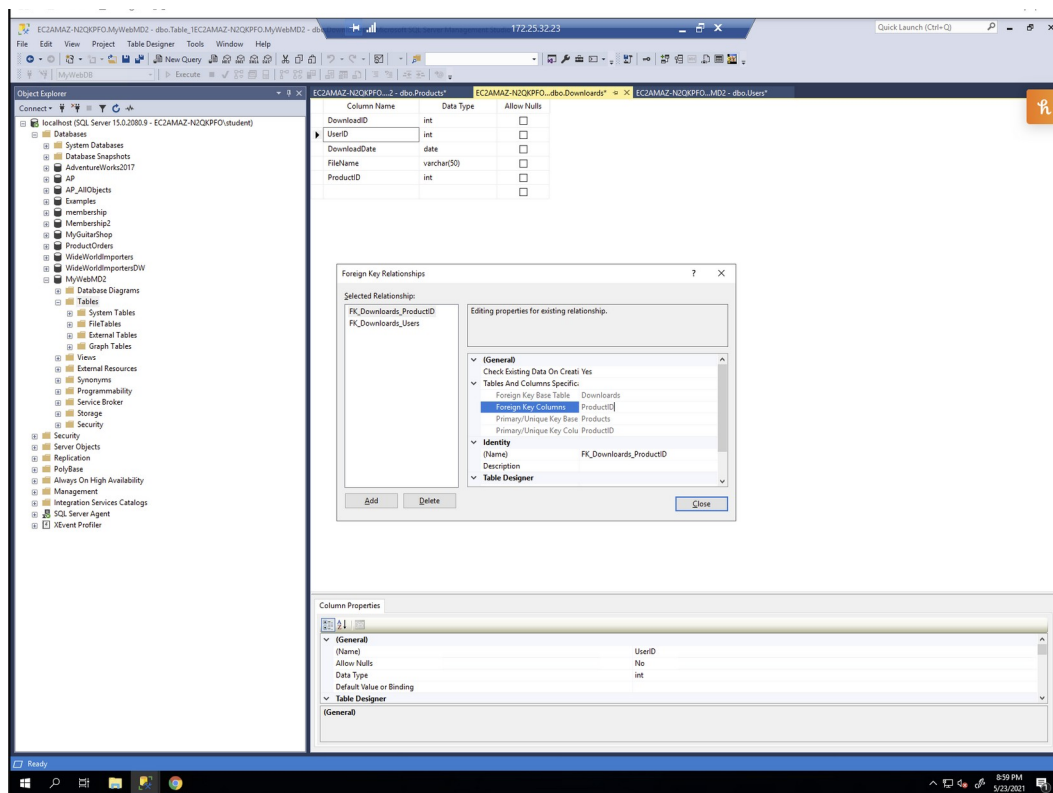 EC2AMAZ-N2QKPFO.MyWebMD2 - dbo.Table_1EC2AMAZ-N2QKPFO.MyWebMD2 - db
172.25.32.23
Quick Launch (Ctrl+Q)
File Edit View Project Table Designer Tools Window Help
New Query
MyWebDB
Execute
Object Explorer
EC2AMAZ-N2QKPFO....2 - dbo.Products*
EC2AMAZ-N2QKPFO...dbo.Downloards*
EC2AMAZ-N2QKPFO...MD2 - dbo.Users*
Connect
Column Name Data Type Allow Nulls
DownloadID int
UserID int
DownloadDate date
FileName varchar(50)
ProductID int
localhost (SQL Server 15.0.2080.9 - EC2AMAZ-N2QKPFO\student)
Databases
System Databases
Database Snapshots
AdventureWorks2017
AP
AP_AllObjects
Examples
membership
Membership2
MyGuitarShop
ProductOrders
WideWorldImporters
WideWorldImportersDW
MyWebMD2
Database Diagrams
Tables
System Tables
FileTables
External Tables
Graph Tables
Views
External Resources
Synonyms
Programmability
Service Broker
Storage
Security
Security
Server Objects
Replication
PolyBase
Always On High Availability
Management
Integration Services Catalogs
SQL Server Agent
XEvent Profiler
Foreign Key Relationships ? X
Selected Relationship:
FK_Downloards_ProductID
FK_Downloards_Users
Editing properties for existing relationship.
(General)
Check Existing Data On Creati Yes
Tables And Columns Specific
Foreign Key Base Table Downloards
Foreign Key Columns ProductID
Primary/Unique Key Base Products
Primary/Unique Key Colu ProductID
Identity
(Name) FK_Downloards_ProductID
Description
Table Designer
Add Delete Close
Column Properties
(General)
(Name) UserID
Allow Nulls No
Data Type int
Default Value or Binding
Table Designer
(General)
Ready
8:59 PM
5/23/2021